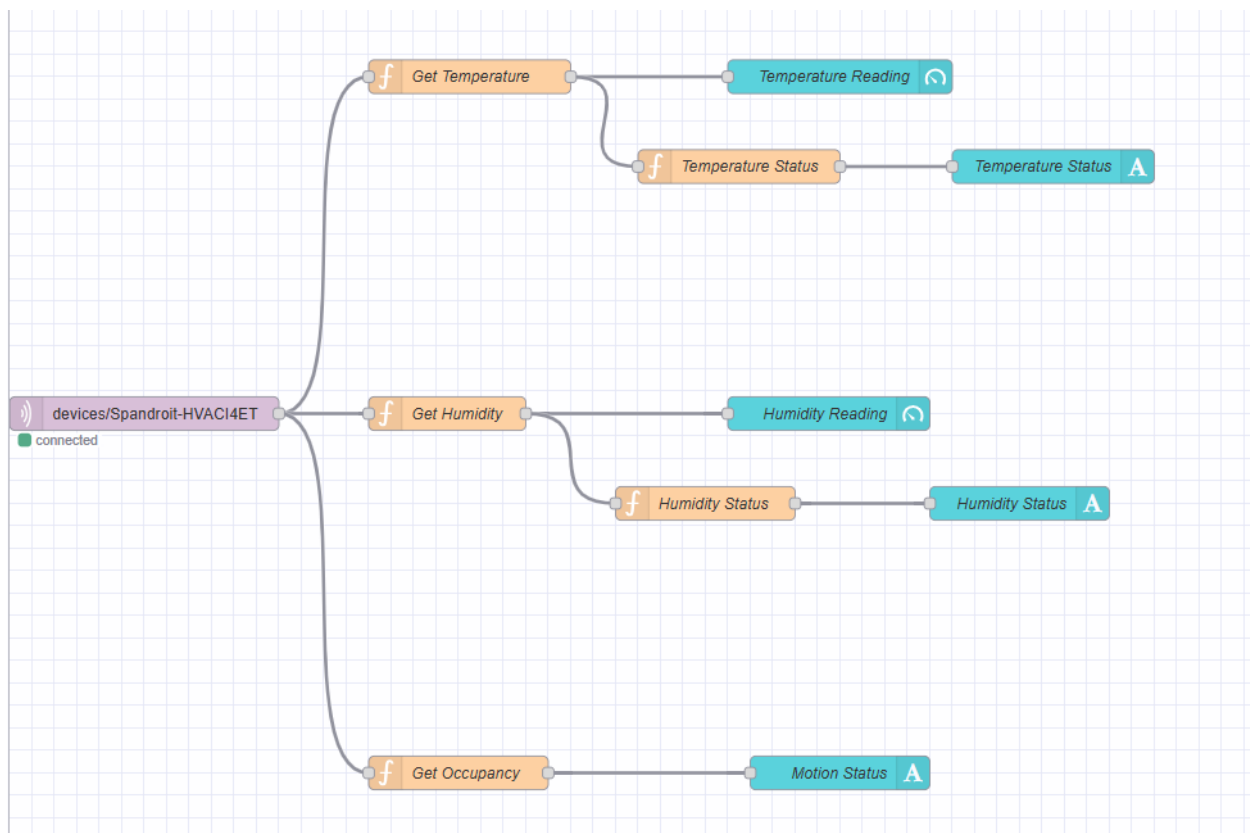 Get Temperature
Temperature Reading
Temperature Status
Temperature Status
devices/Spandroit-HVACI4ET
connected
Get Humidity
Humidity Reading
Humidity Status
Humidity Status
Get Occupancy
Motion Status